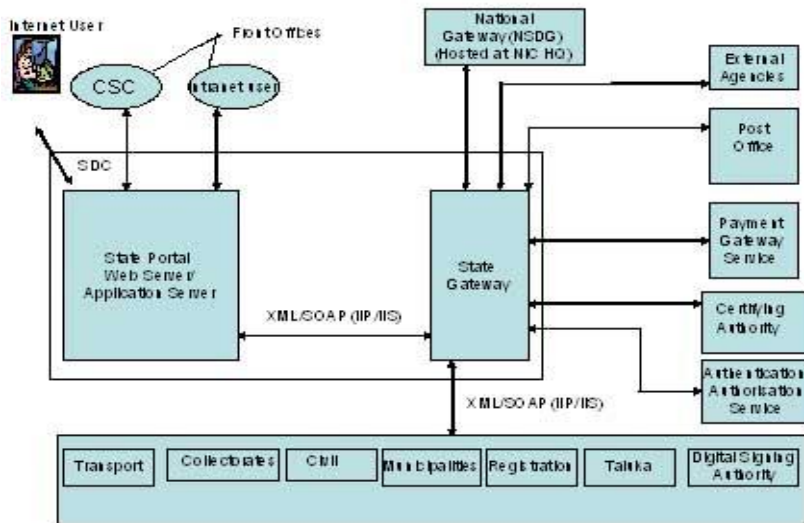 Internet User
Front Offices
CSC
Intranet user
National
Gateway (NSDG)
(Hosted at NIC HQ)
External
Agencies
Post
Office
SDC
State Portal
Web Server/
Application Server
State
Gateway
Payment
Gateway
Service
XML/SOAP (IIP/IIS)
Certifying
Authority
XML/SOAP (IIP/IIS)
Authentication
Authorisation
Service
Transport
Collectorates
Civil
Municipalities
Registration
Taluka
Digital Signing
Authority